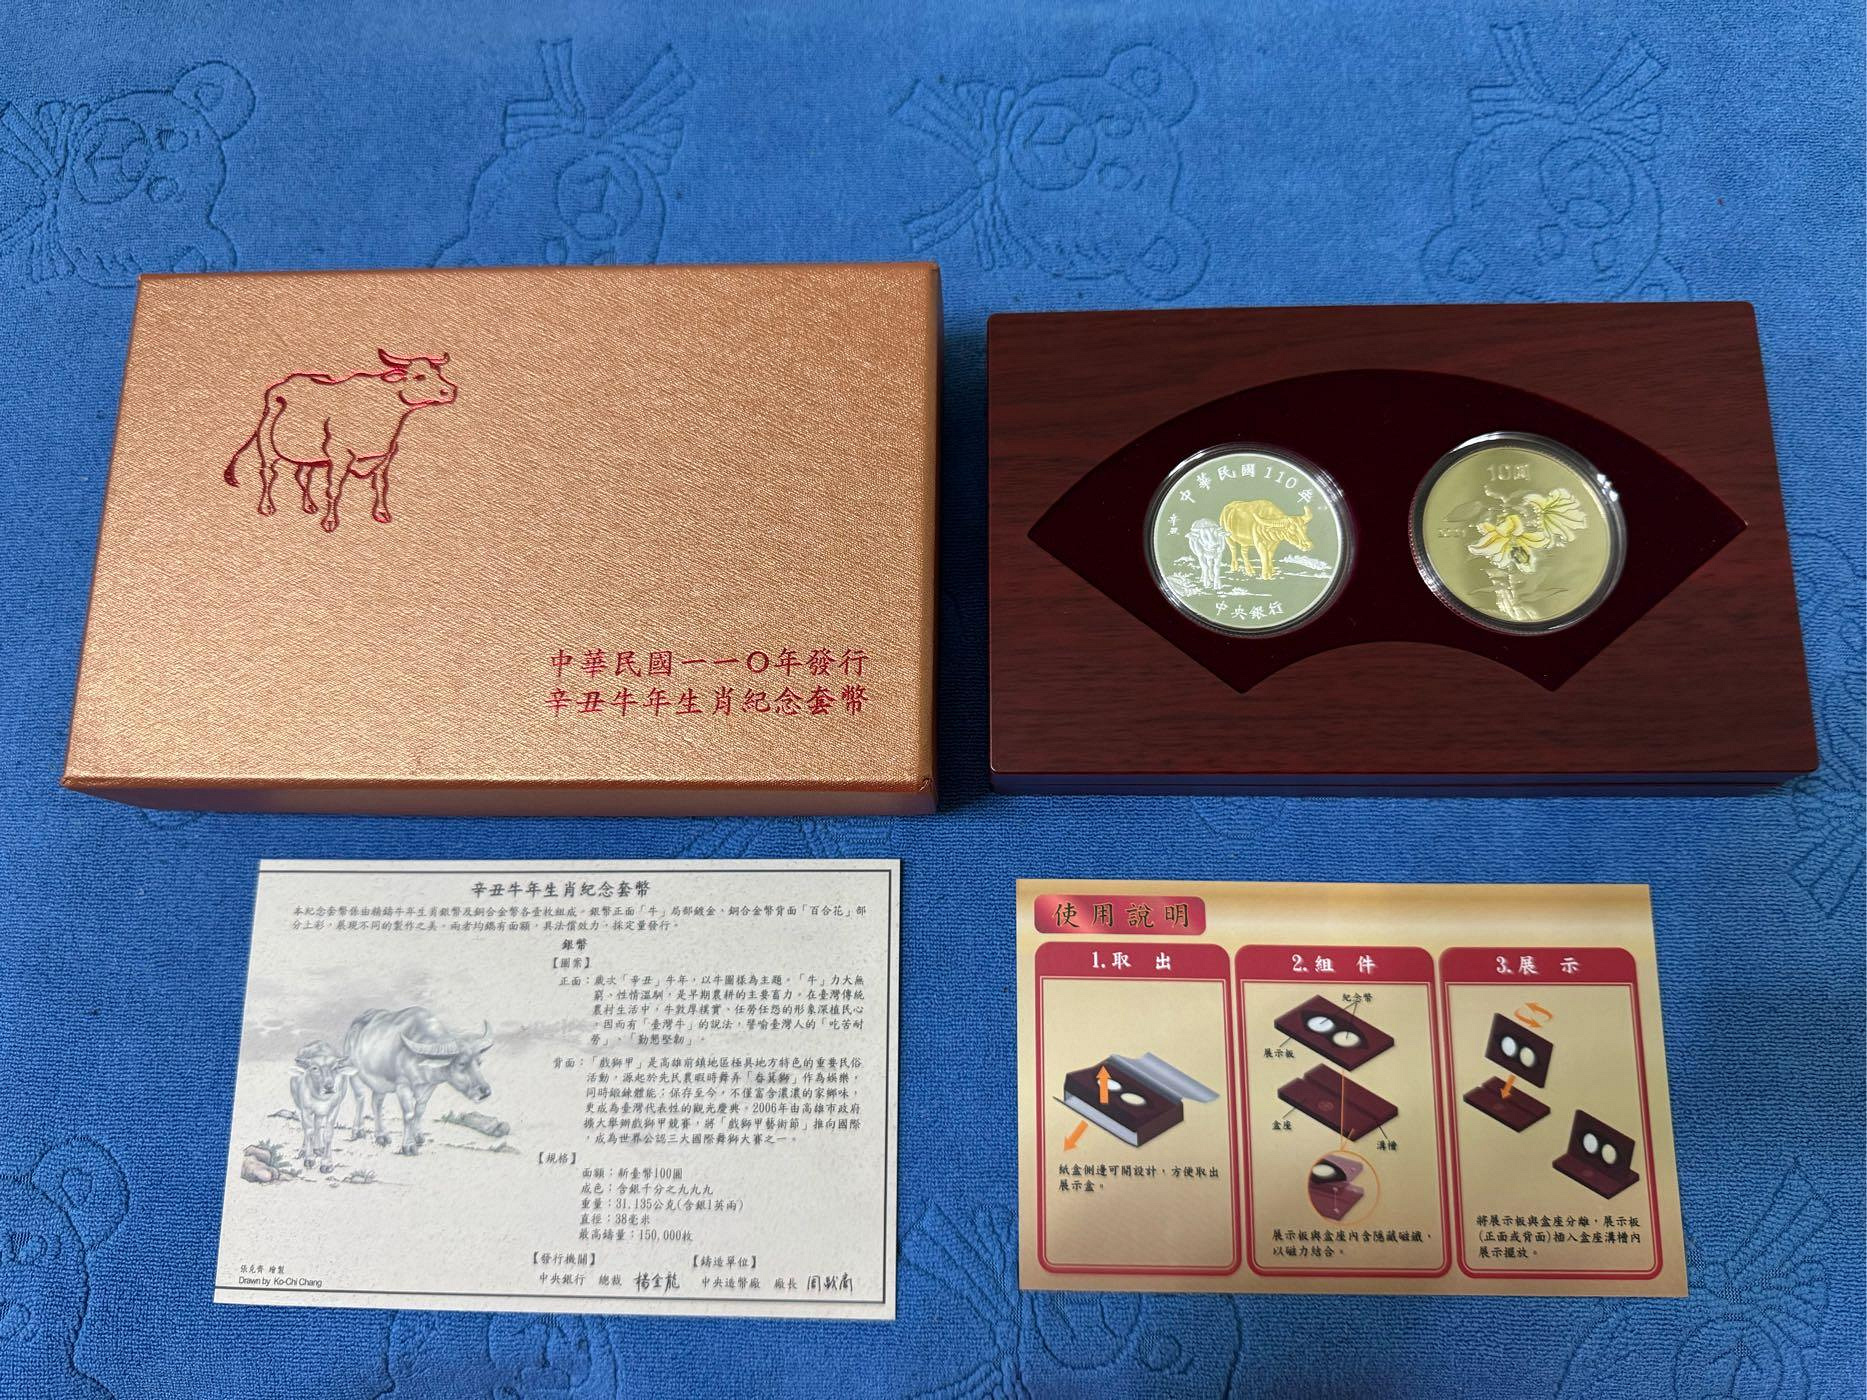 中華民國一一〇年發行
辛丑牛年生肖紀念套幣
中華民國110年
辛丑
中央銀行
10圓
2021
辛丑牛年生肖紀念套幣
本紀念套幣係由精鑄牛年生肖銀幣及銅合金幣各壹枚組成。銀幣正面「牛」局部鍍金、銅合金幣背面「百合花」部
分上彩,展現不同的製作之美。兩者均鐫有面額,具法償效力,採定量發行。
銀幣
【圖案】
正面:歲次「辛丑」牛年,以牛圖樣為主題。「牛」力大無
窮、性情溫馴,是早期農耕的主要畜力。在臺灣傳統
農村生活中,牛敦厚樸實、任勞任怨的形象深植民心
,因而有「臺灣牛」的說法,譬喻臺灣人的「吃苦耐
勞」、「勤懇堅韌」。
背面:「戲獅甲」是高雄前鎮地區極具地方特色的重要民俗
活動,源起於先民農暇時舞弄「畚箕獅」作為娛樂,
同時鍛鍊體能;保存至今,不僅富含濃濃的家鄉味,
更成為臺灣代表性的觀光慶典。2006年由高雄市政府
擴大舉辦戲獅甲競賽,將「戲獅甲藝術節」推向國際
,成為世界公認三大國際舞獅大賽之一。
【規格】
面額:新臺幣100圓
成色:含銀千分之九九九
重量:31.135公克(含銀1英兩)
直徑:38毫米
最高鑄量:150,000枚
【發行機關】 【鑄造單位】
中央銀行 總裁 楊金龍 中央造幣廠 廠長
張克齊 繪製
Drawn by Ko-Chi Chang
使用說明
1.取 出
紙盒側邊可開設計,方便取出
展示盒。
2.組 件
紀念幣
展示板
盒座
溝槽
展示板與盒座內含隱藏磁鐵,
以磁力結合。
3.展 示
將展示板與盒座分離,展示板
(正面或背面)插入盒座溝槽內
展示擺放。